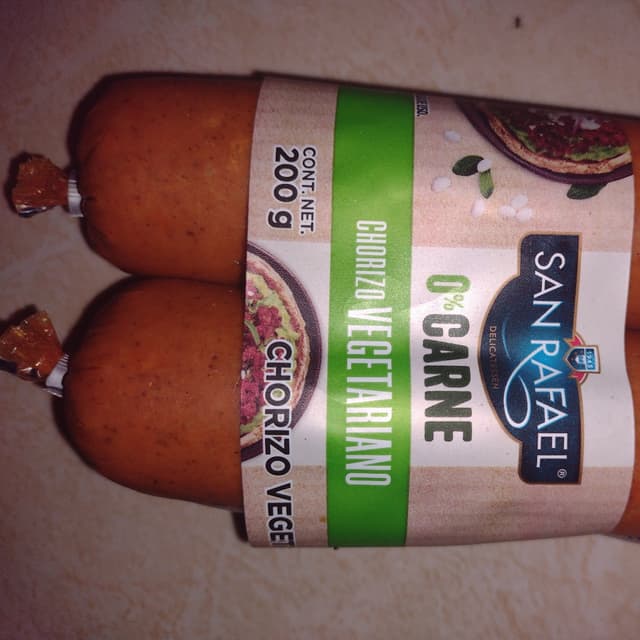 SAN RAFAEL®
DELICATESSEN
0% CARNE
CHORIZO VEGETARIANO
CONT. NET.
200 g
CHORIZO VEGET